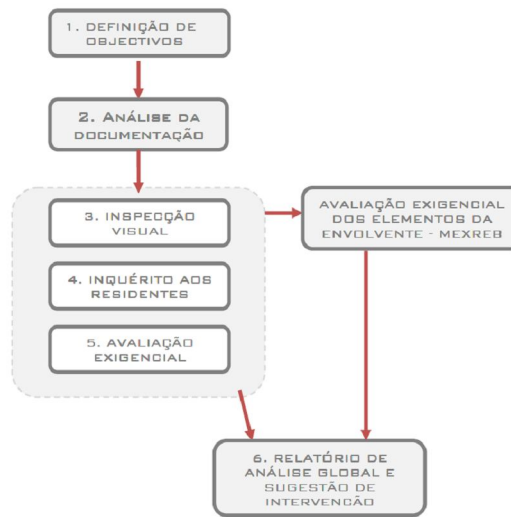 1. DEFINIÇÃO DE
OBJECTIVOS
2. ANÁLISE DA
DOCUMENTAÇÃO
3. INSPECÇÃO
VISUAL
AVALIAÇÃO EXIGENCIAL
DOS ELEMENTOS DA
ENVOLVENTE - MEXREB
4. INQUÉRITO AOS
RESIDENTES
5. AVALIAÇÃO
EXIGENCIAL
6. RELATÓRIO DE
ANÁLISE GLOBAL E
SUGESTÃO DE
INTERVENÇÃO